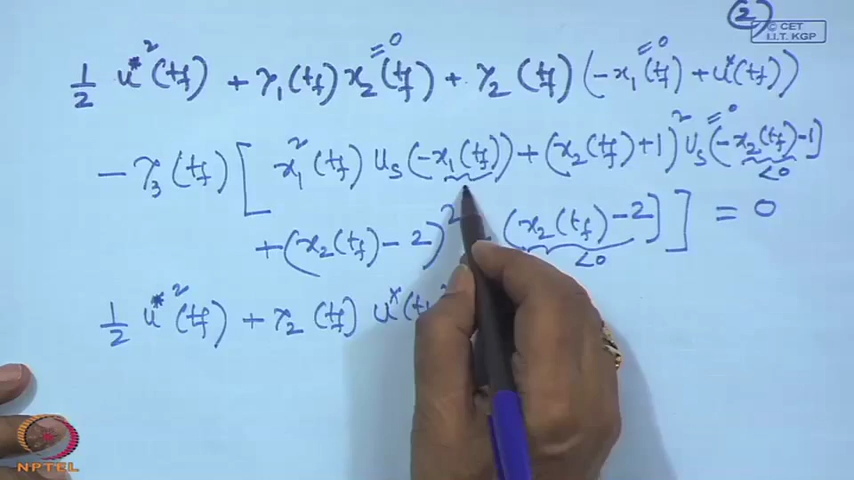 ②
© CET
I.I.T. KGP
= 0 = 0
1/2 u*²(tf) + λ₁(tf) x₂(tf) + λ₂(tf) (-x₁(tf) + u*(tf))
= 0
- λ₃(tf) [ x₁²(tf) Us(-x₁(tf)) + (x₂(tf) + 1)² Us(-x₂(tf) - 1]
<0
+ (x₂(tf) - 2)² (x₂(tf) - 2] ] = 0
<0
1/2 u*²(tf) + λ₂(tf) u*(tf
NPTEL